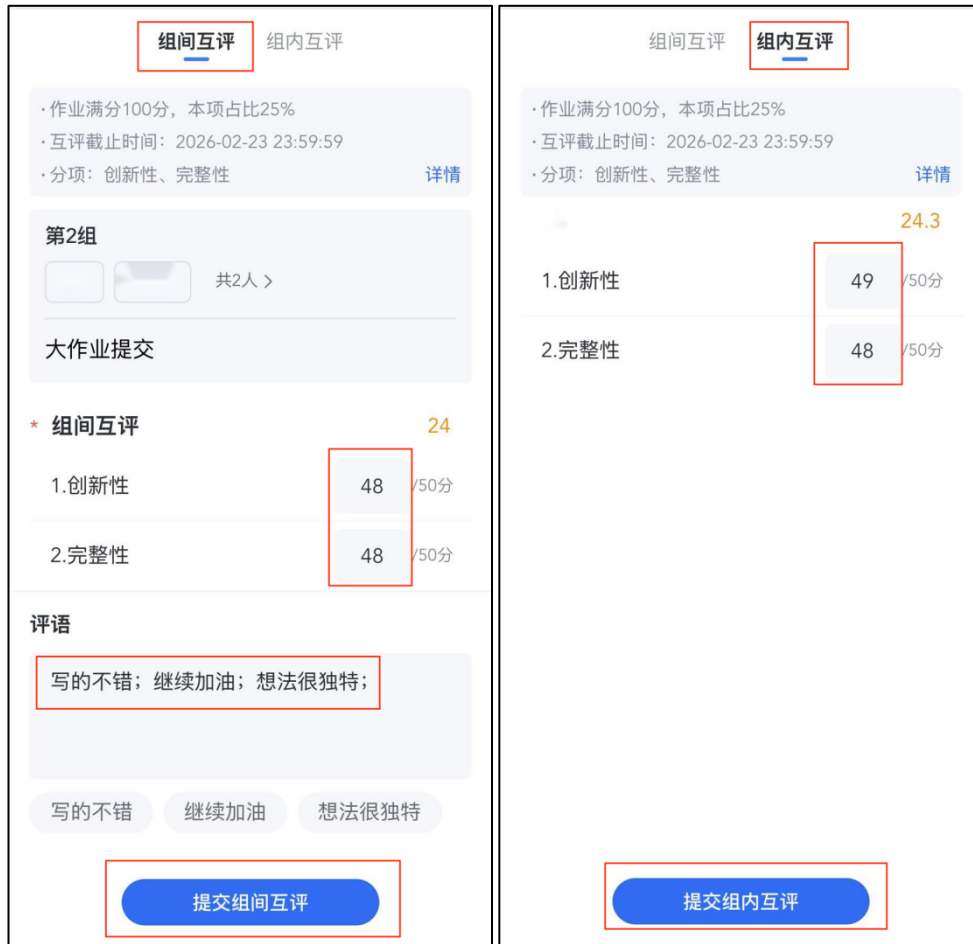 组间互评 组内互评
·作业满分100分，本项占比25%
·互评截止时间：2026-02-23 23:59:59
·分项：创新性、完整性 详情
第2组
共2人 >
大作业提交
* 组间互评 24
1.创新性 48 /50分
2.完整性 48 /50分
评语
写的不错；继续加油；想法很独特；
写的不错 继续加油 想法很独特
提交组间互评
组间互评 组内互评
·作业满分100分，本项占比25%
·互评截止时间：2026-02-23 23:59:59
·分项：创新性、完整性 详情
24.3
1.创新性 49 /50分
2.完整性 48 /50分
提交组内互评